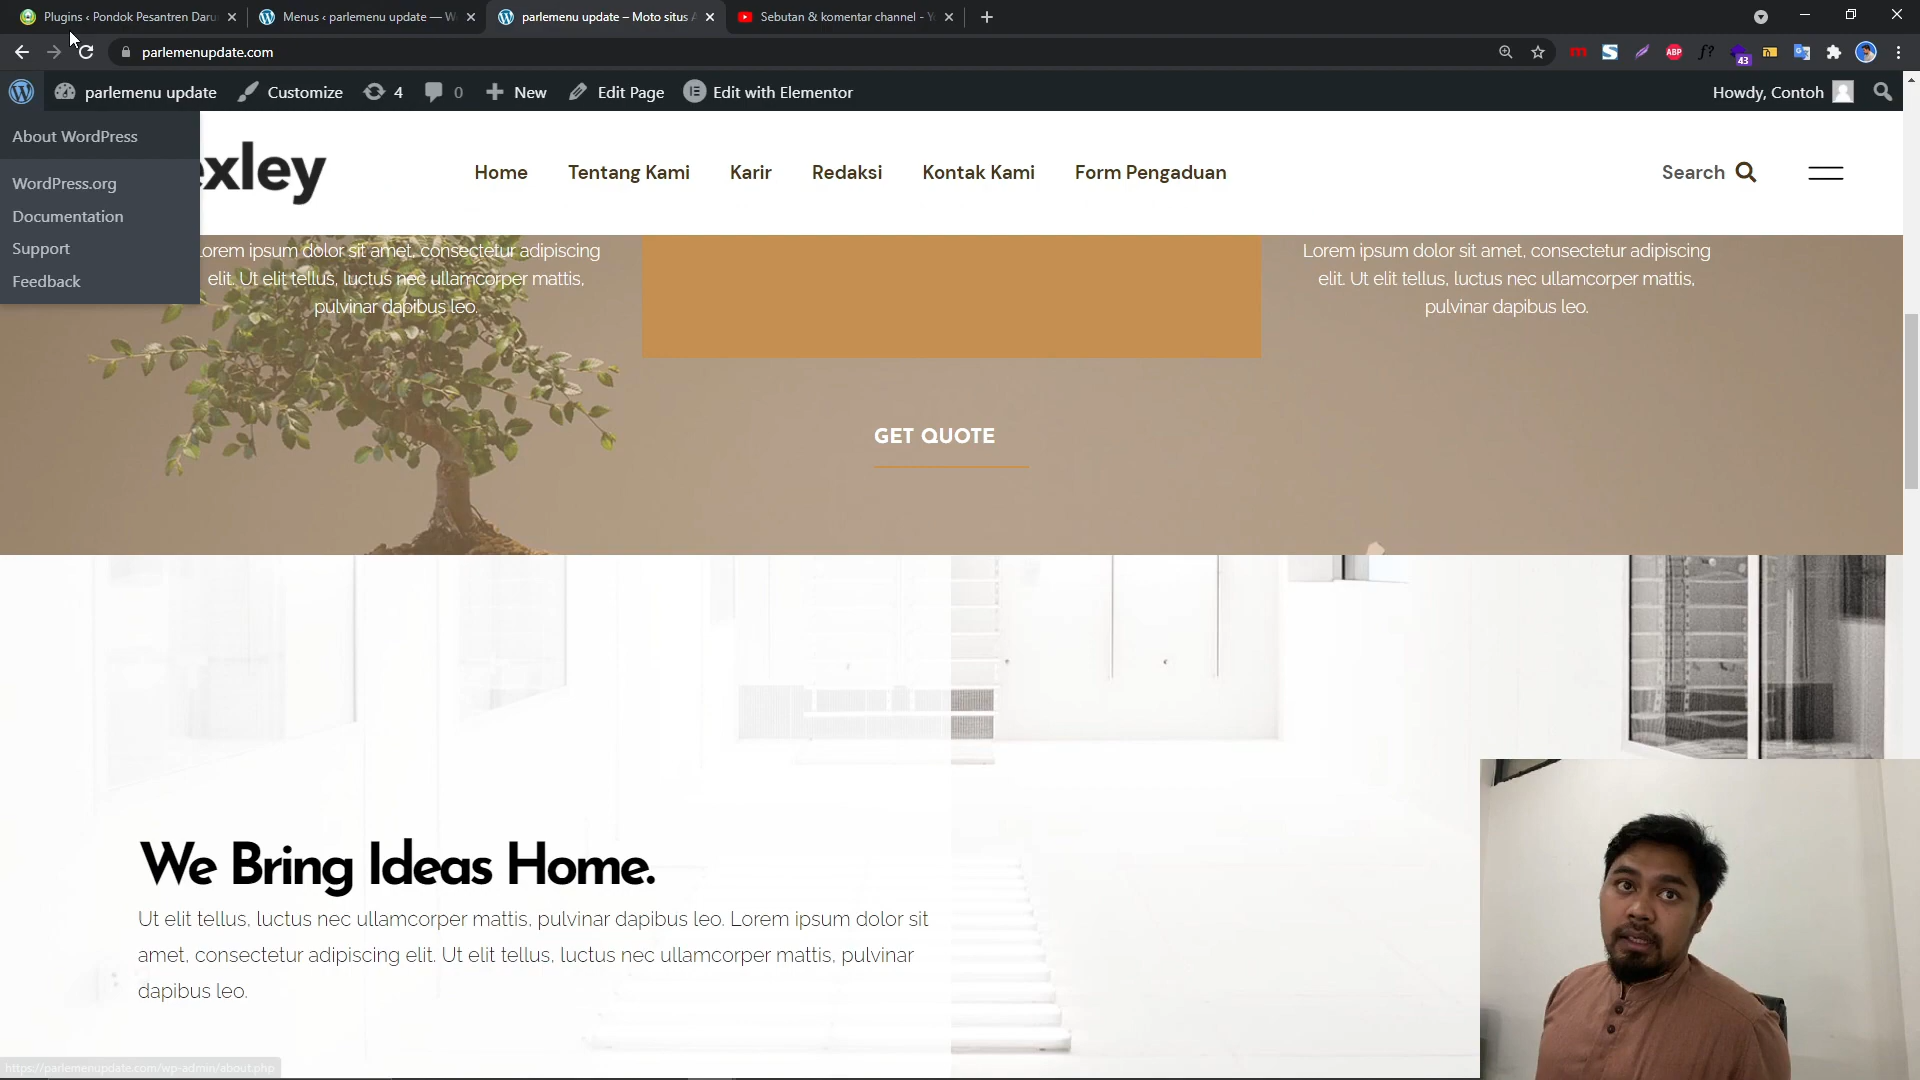 Plugins ‹ Pondok Pesantren Daru
Menus ‹ parlemenu update — W
parlemenu update – Moto situs
Sebutan & komentar channel - Y
parlemenupdate.com
ABP
f?
43
parlemenu update
Customize
4
0
New
Edit Page
Edit with Elementor
Howdy, Contoh
About WordPress
WordPress.org
Documentation
Support
Feedback
exley
Home
Tentang Kami
Karir
Redaksi
Kontak Kami
Form Pengaduan
Search
orem ipsum dolor sit amet, consectetur adipiscing
elit. Ut elit tellus, luctus nec ullamcorper mattis,
pulvinar dapibus leo.
Lorem ipsum dolor sit amet, consectetur adipiscing
elit. Ut elit tellus, luctus nec ullamcorper mattis,
pulvinar dapibus leo.
GET QUOTE
We Bring Ideas Home.
Ut elit tellus, luctus nec ullamcorper mattis, pulvinar dapibus leo. Lorem ipsum dolor sit
amet, consectetur adipiscing elit. Ut elit tellus, luctus nec ullamcorper mattis, pulvinar
dapibus leo.
https://parlemenupdate.com/wp-admin/about.php